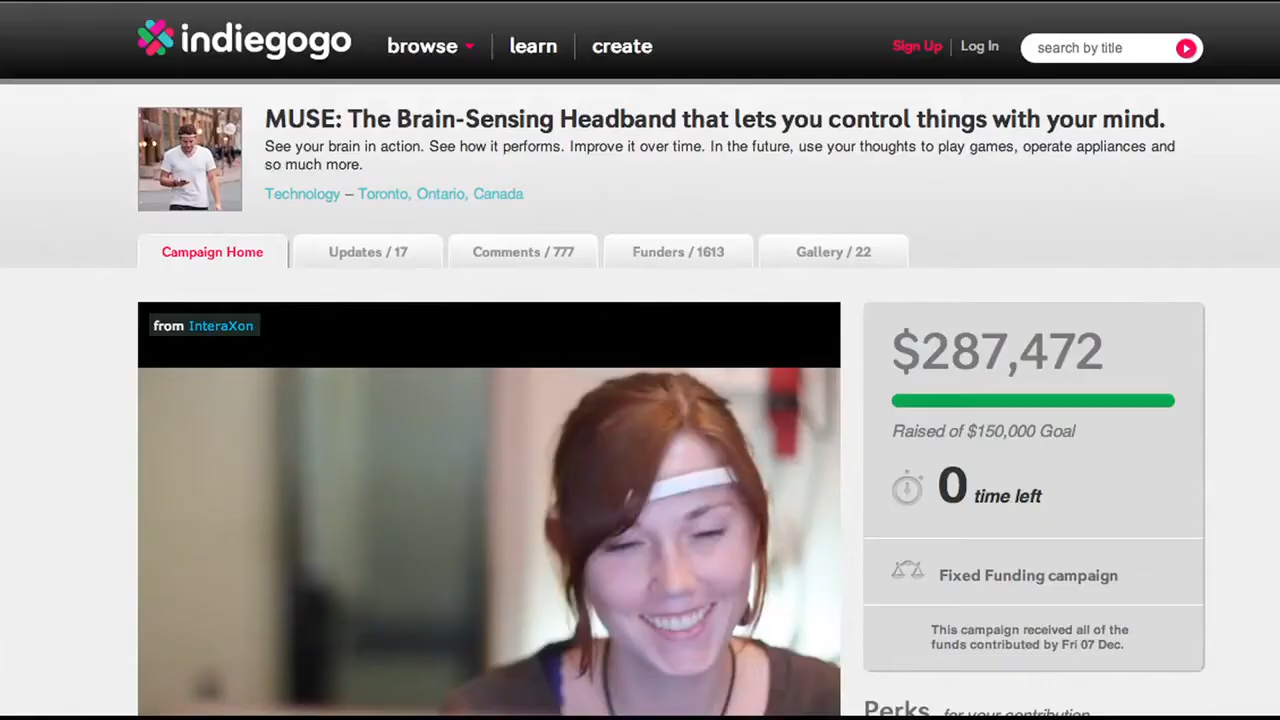 indiegogo
browse
learn
create
Sign Up
Log In
search by title
MUSE: The Brain-Sensing Headband that lets you control things with your mind.
See your brain in action. See how it performs. Improve it over time. In the future, use your thoughts to play games, operate appliances and
so much more.
Technology – Toronto, Ontario, Canada
Campaign Home
Updates / 17
Comments / 777
Funders / 1613
Gallery / 22
from InteraXon
$287,472
Raised of $150,000 Goal
0 time left
Fixed Funding campaign
This campaign received all of the
funds contributed by Fri 07 Dec.
Perks for your contribution